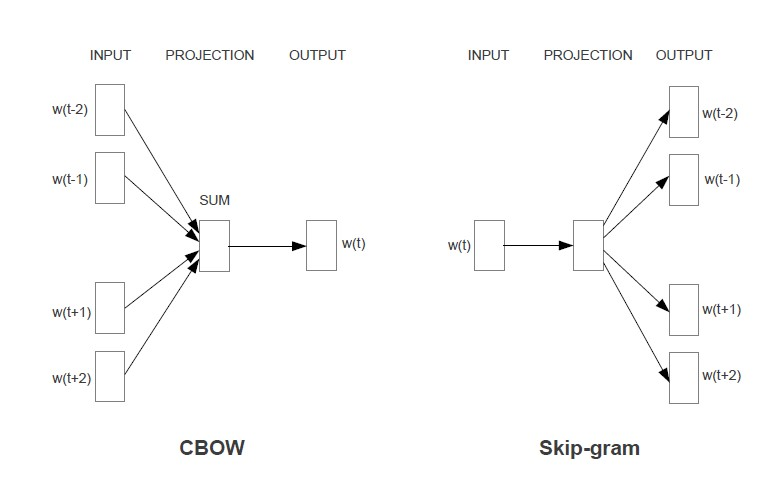 INPUT PROJECTION OUTPUT
w(t-2)
w(t-1)
SUM
w(t)
w(t+1)
w(t+2)
CBOW
INPUT PROJECTION OUTPUT
w(t-2)
w(t-1)
w(t)
w(t+1)
w(t+2)
Skip-gram